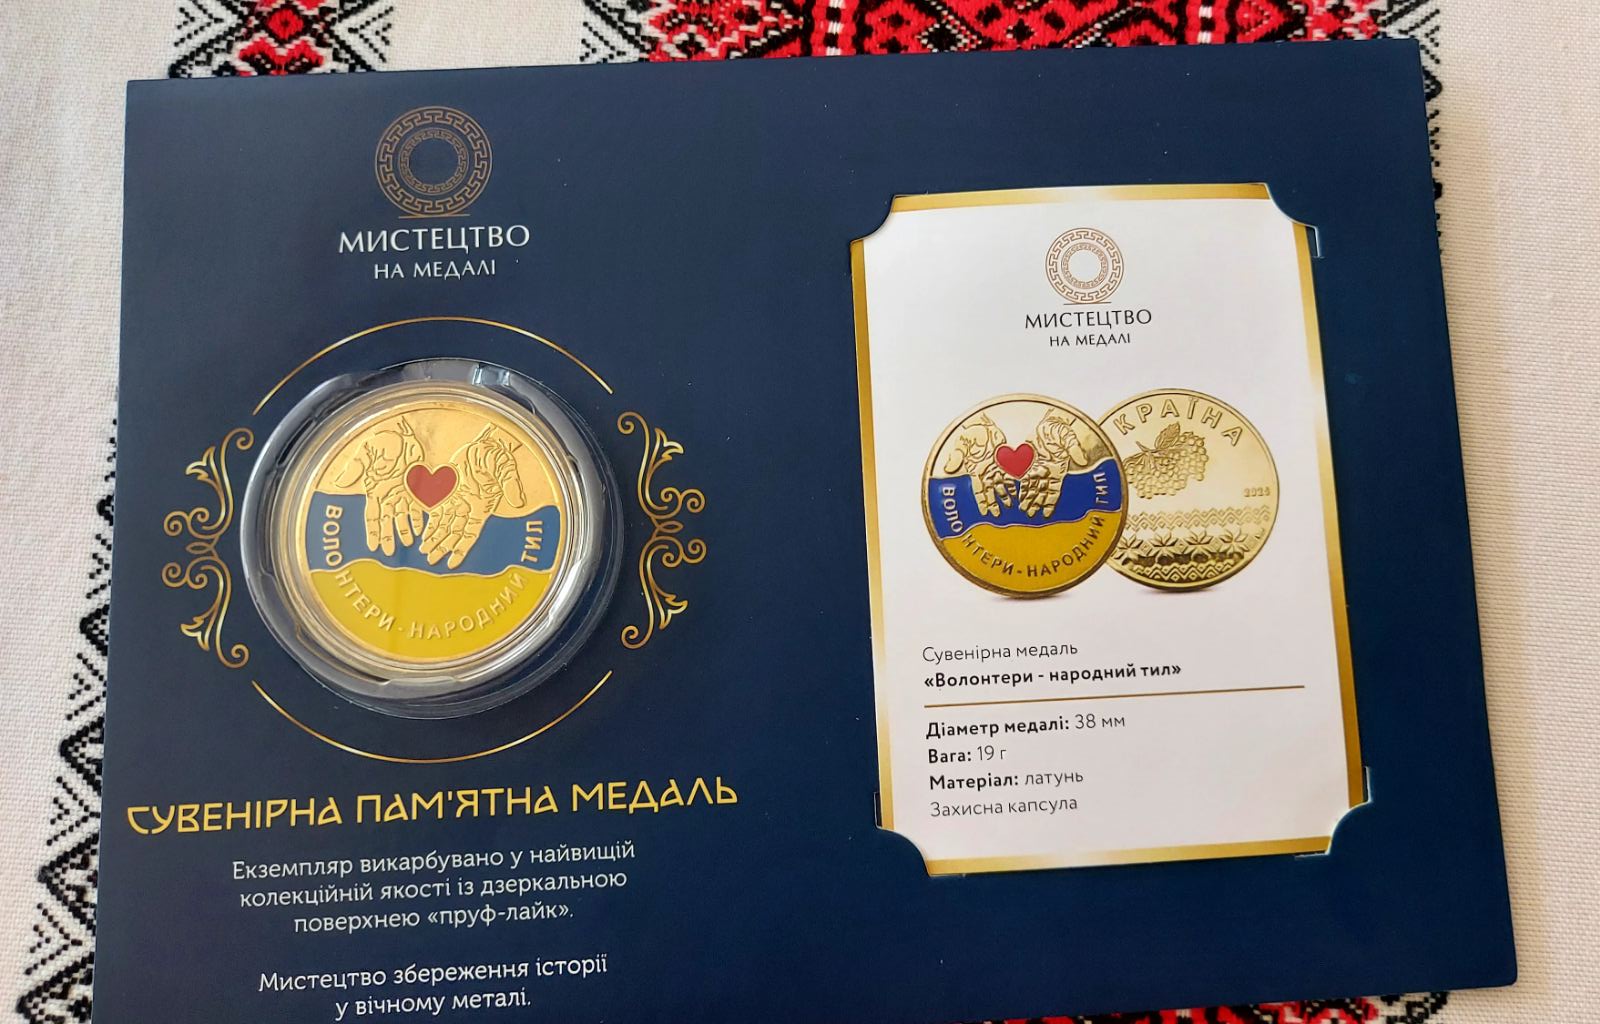 МИСТЕЦТВО
НА МЕДАЛІ
ВОЛОНТЕРИ - НАРОДНИЙ ТИЛ
СУВЕНІРНА ПАМ'ЯТНА МЕДАЛЬ
Екземпляр викарбувано у найвищій
колекційній якості із дзеркальною
поверхнею «пруф-лайк».
Мистецтво збереження історії
у вічному металі.
МИСТЕЦТВО
НА МЕДАЛІ
ВОЛОНТЕРИ - НАРОДНИЙ ТИЛ
КРАЇНА
Сувенірна медаль
«Волонтери - народний тил»
Діаметр медалі: 38 мм
Вага: 19 г
Матеріал: латунь
Захисна капсула